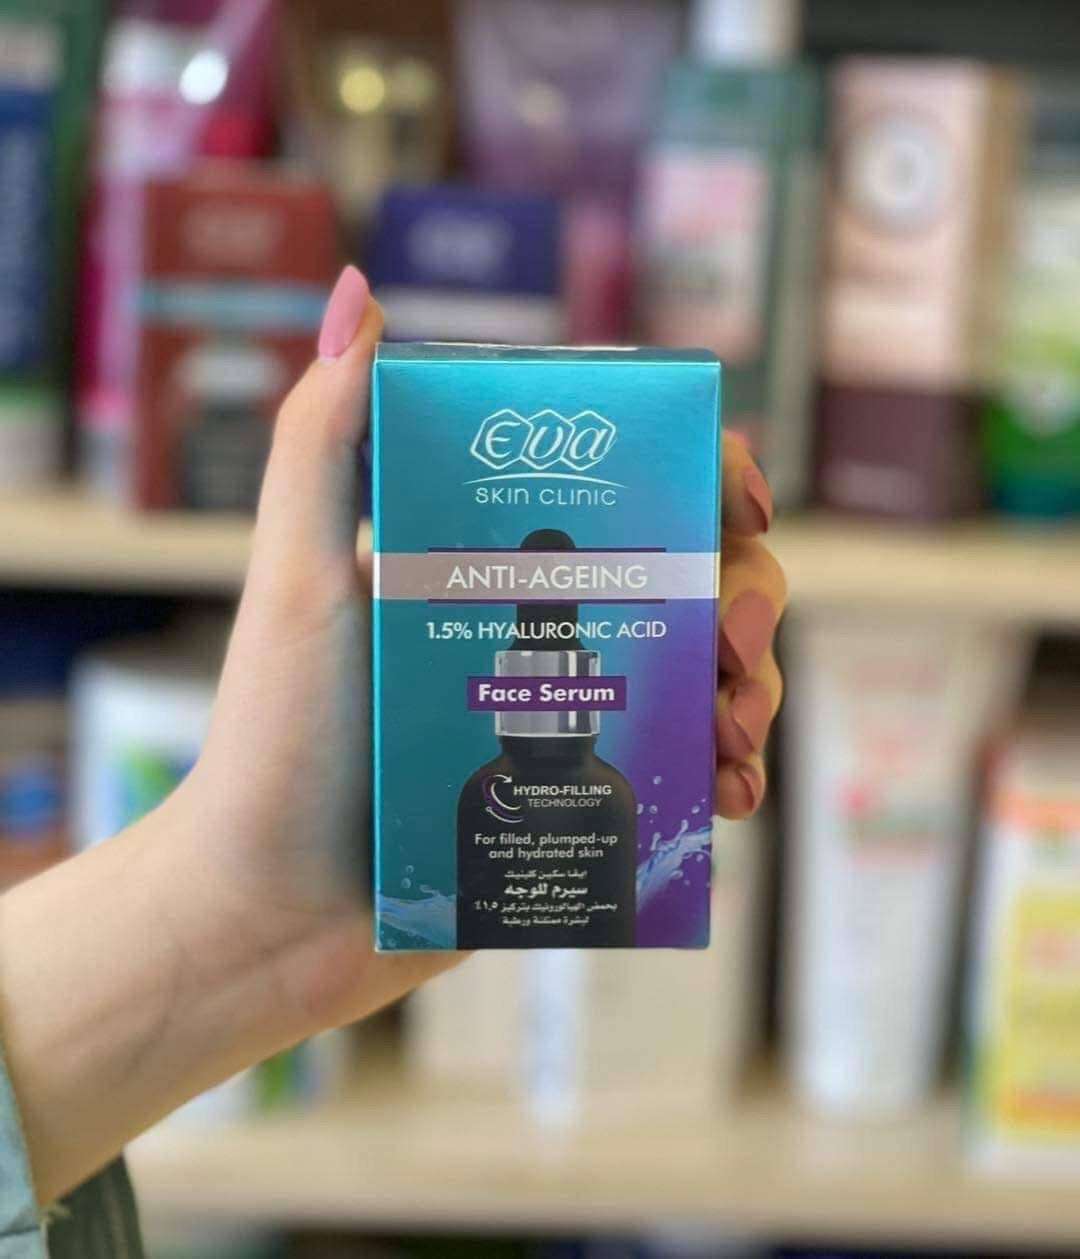 Eva
SKIN CLINIC
ANTI-AGEING
1.5% HYALURONIC ACID
Face Serum
HYDRO-FILLING
TECHNOLOGY
For filled, plumped-up
and hydrated skin
إيڤا سكين كلينيك
سيرم للوجه
بحمض الهيالورونيك بتركيز ١,٥٪
لبشرة ممتلئة ورطبة